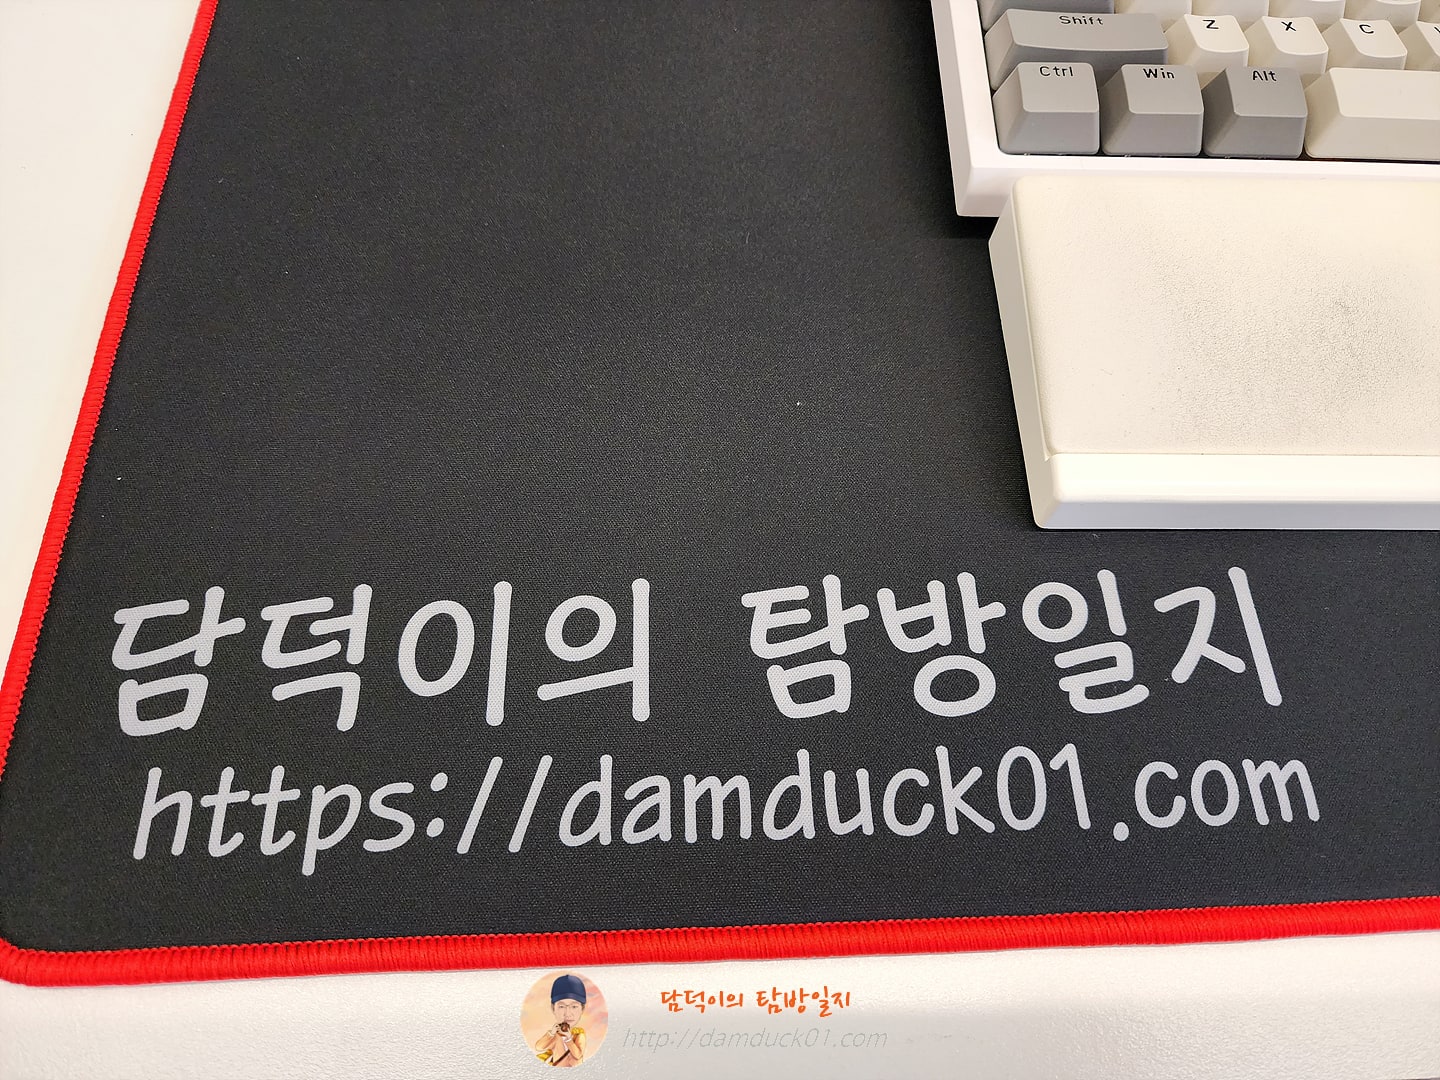 Shift Z X C
Ctrl Win Alt
담덕이의 탐방일지
https://damduck01.com
담덕이의 탐방일지
http://damduck01.com